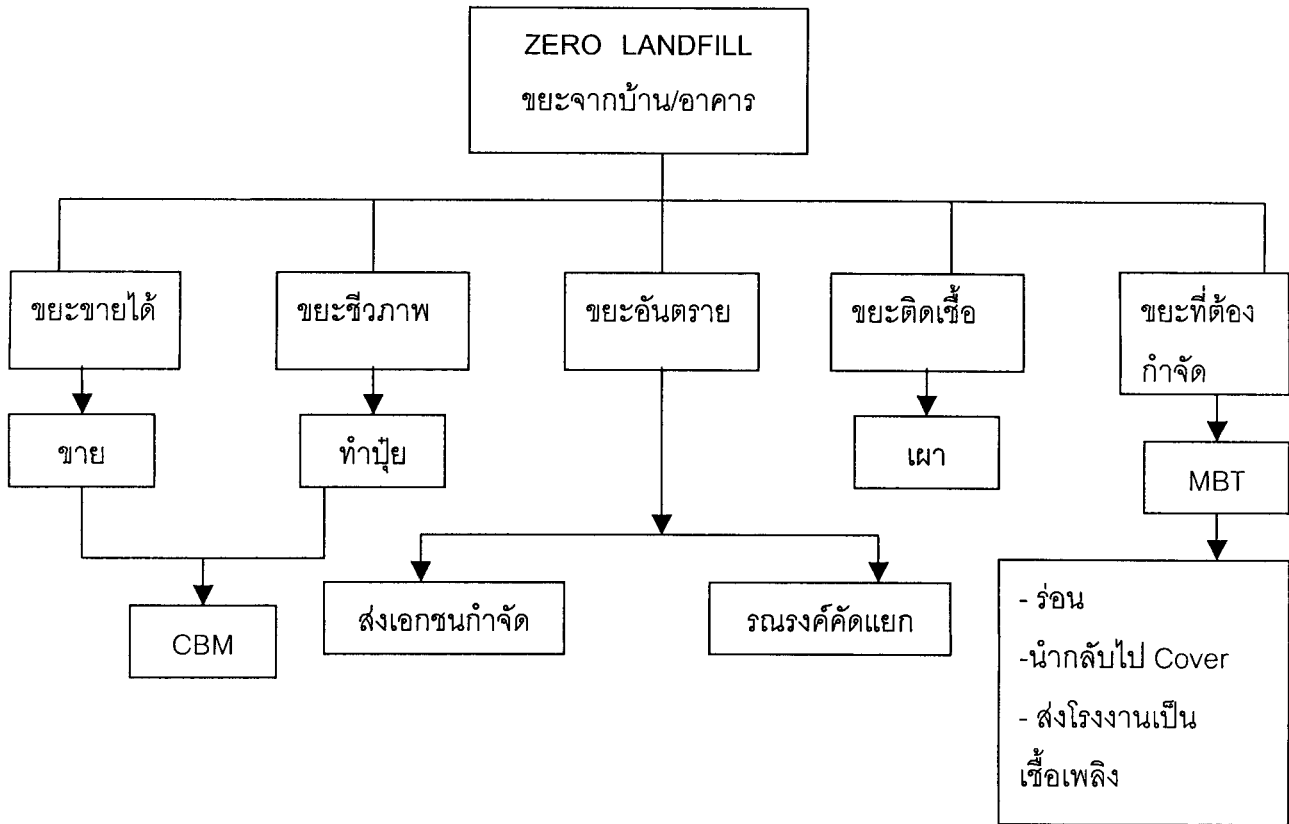 ZERO LANDFILL
ขยะจากบ้าน/อาคาร
ขยะขายได้
ขยะชีวภาพ
ขยะอันตราย
ขยะติดเชื้อ
ขยะที่ต้อง
กำจัด
ขาย
ทำปุ๋ย
เผา
MBT
CBM
ส่งเอกชนกำจัด
รณรงค์คัดแยก
- ร่อน
-นำกลับไป Cover
- ส่งโรงงานเป็น
เชื้อเพลิง